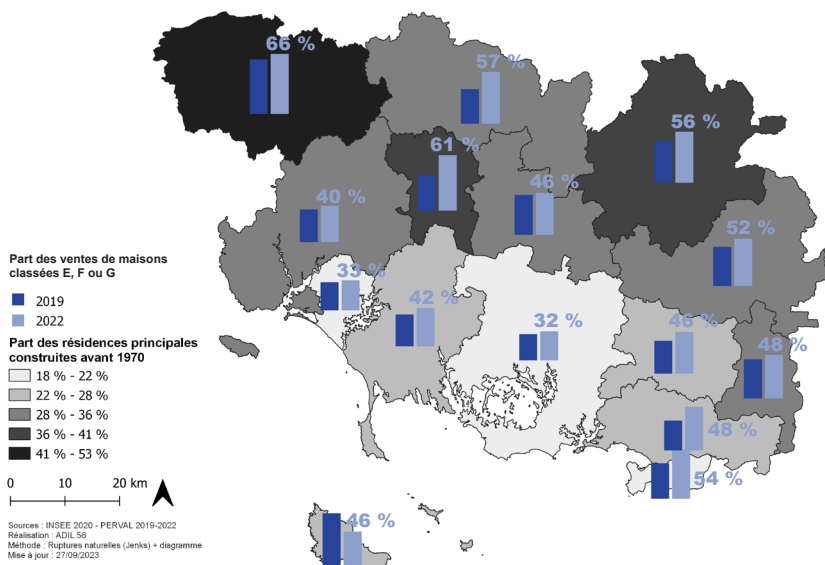 66 %
57 %
56 %
61 %
46 %
40 %
52 %
33 %
42 %
32 %
46 %
48 %
48 %
54 %
46 %
Part des ventes de maisons
classées E, F ou G
2019
2022
Part des résidences principales
construites avant 1970
18 % - 22 %
22 % - 28 %
28 % - 36 %
36 % - 41 %
41 % - 53 %
0 10 20 km
Sources : INSEE 2020 - PERVAL 2019-2022
Réalisation : ADIL 56
Méthode : Ruptures naturelles (Jenks) + diagramme
Mise à jour : 27/09/2023